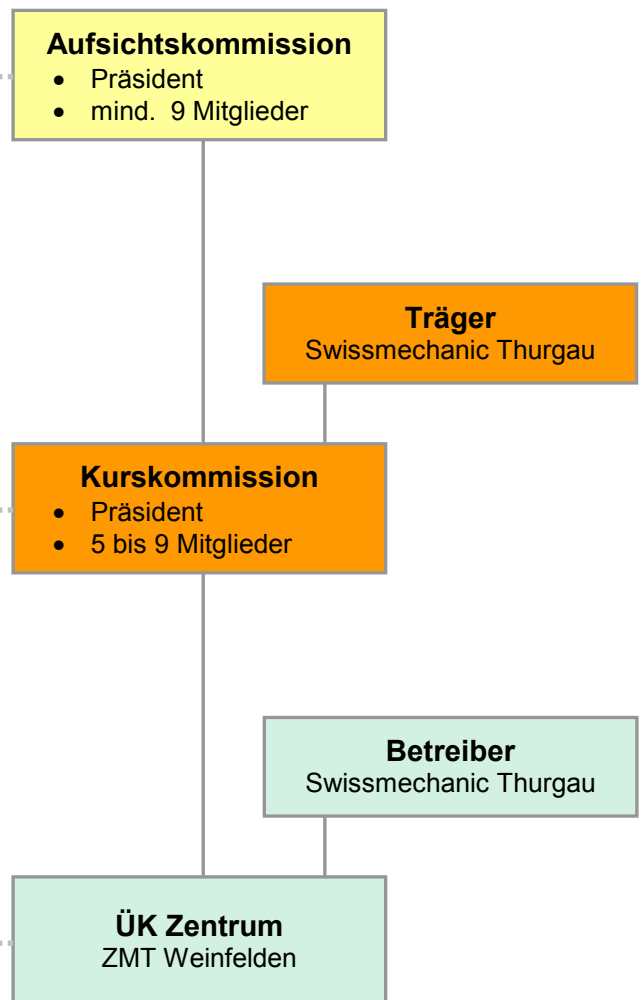 Aufsichtskommission
• Präsident
• mind. 9 Mitglieder
Träger
Swissmechanic Thurgau
Kurskommission
• Präsident
• 5 bis 9 Mitglieder
Betreiber
Swissmechanic Thurgau
ÜK Zentrum
ZMT Weinfelden